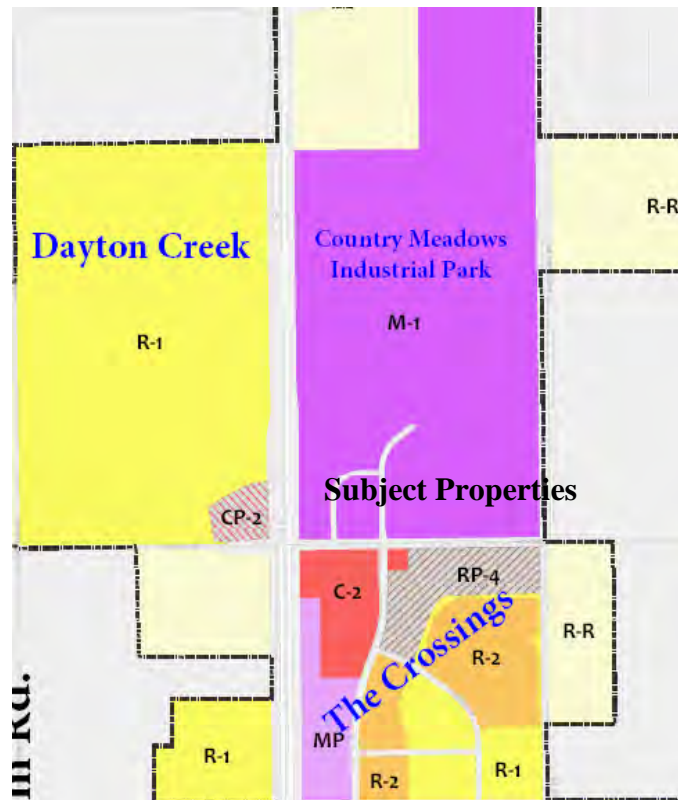 R-R
Dayton Creek
Country Meadows
Industrial Park
M-1
R-1
Subject Properties
CP-2
RP-4
C-2
R-R
The Crossings
R-2
MP
R-1
R-2
R-1
Rd.